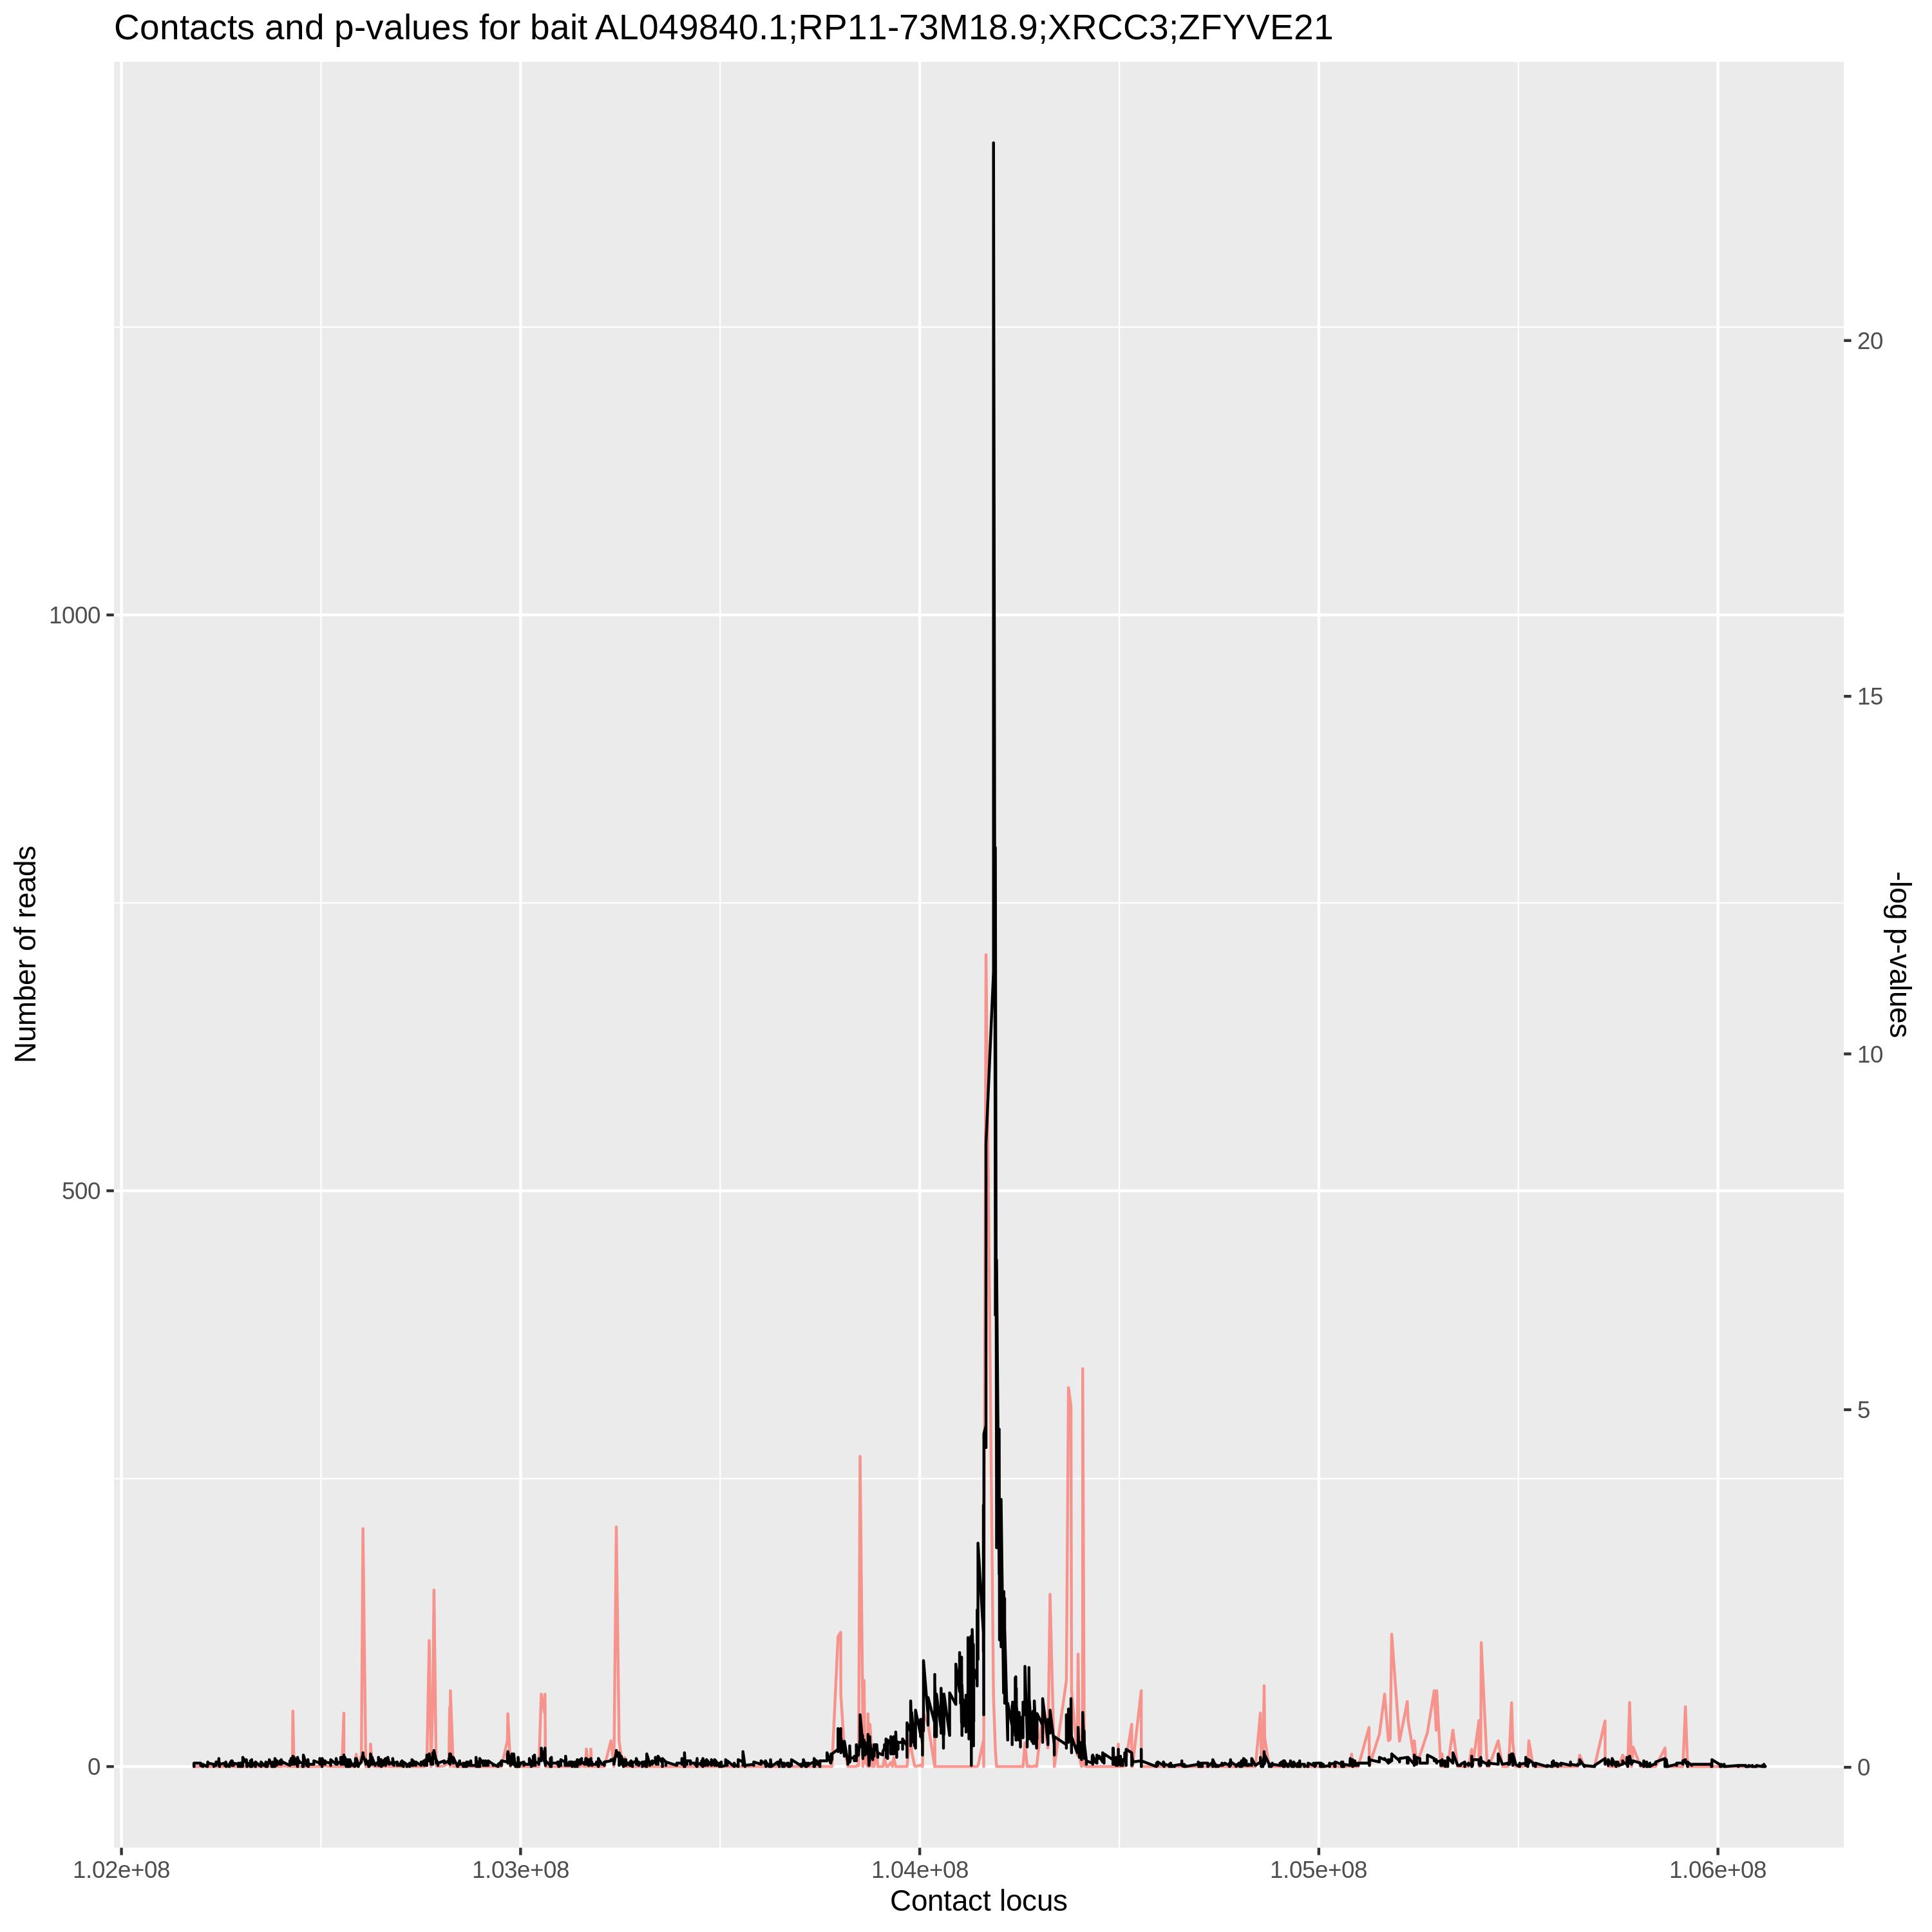 Contacts and p-values for bait AL049840.1;RP11-73M18.9;XRCC3;ZFYVE21
20
1000
15
Number of reads
-log p-values
10
500
5
0
0
1.02e+08
1.03e+08
1.04e+08
1.05e+08
1.06e+08
Contact locus